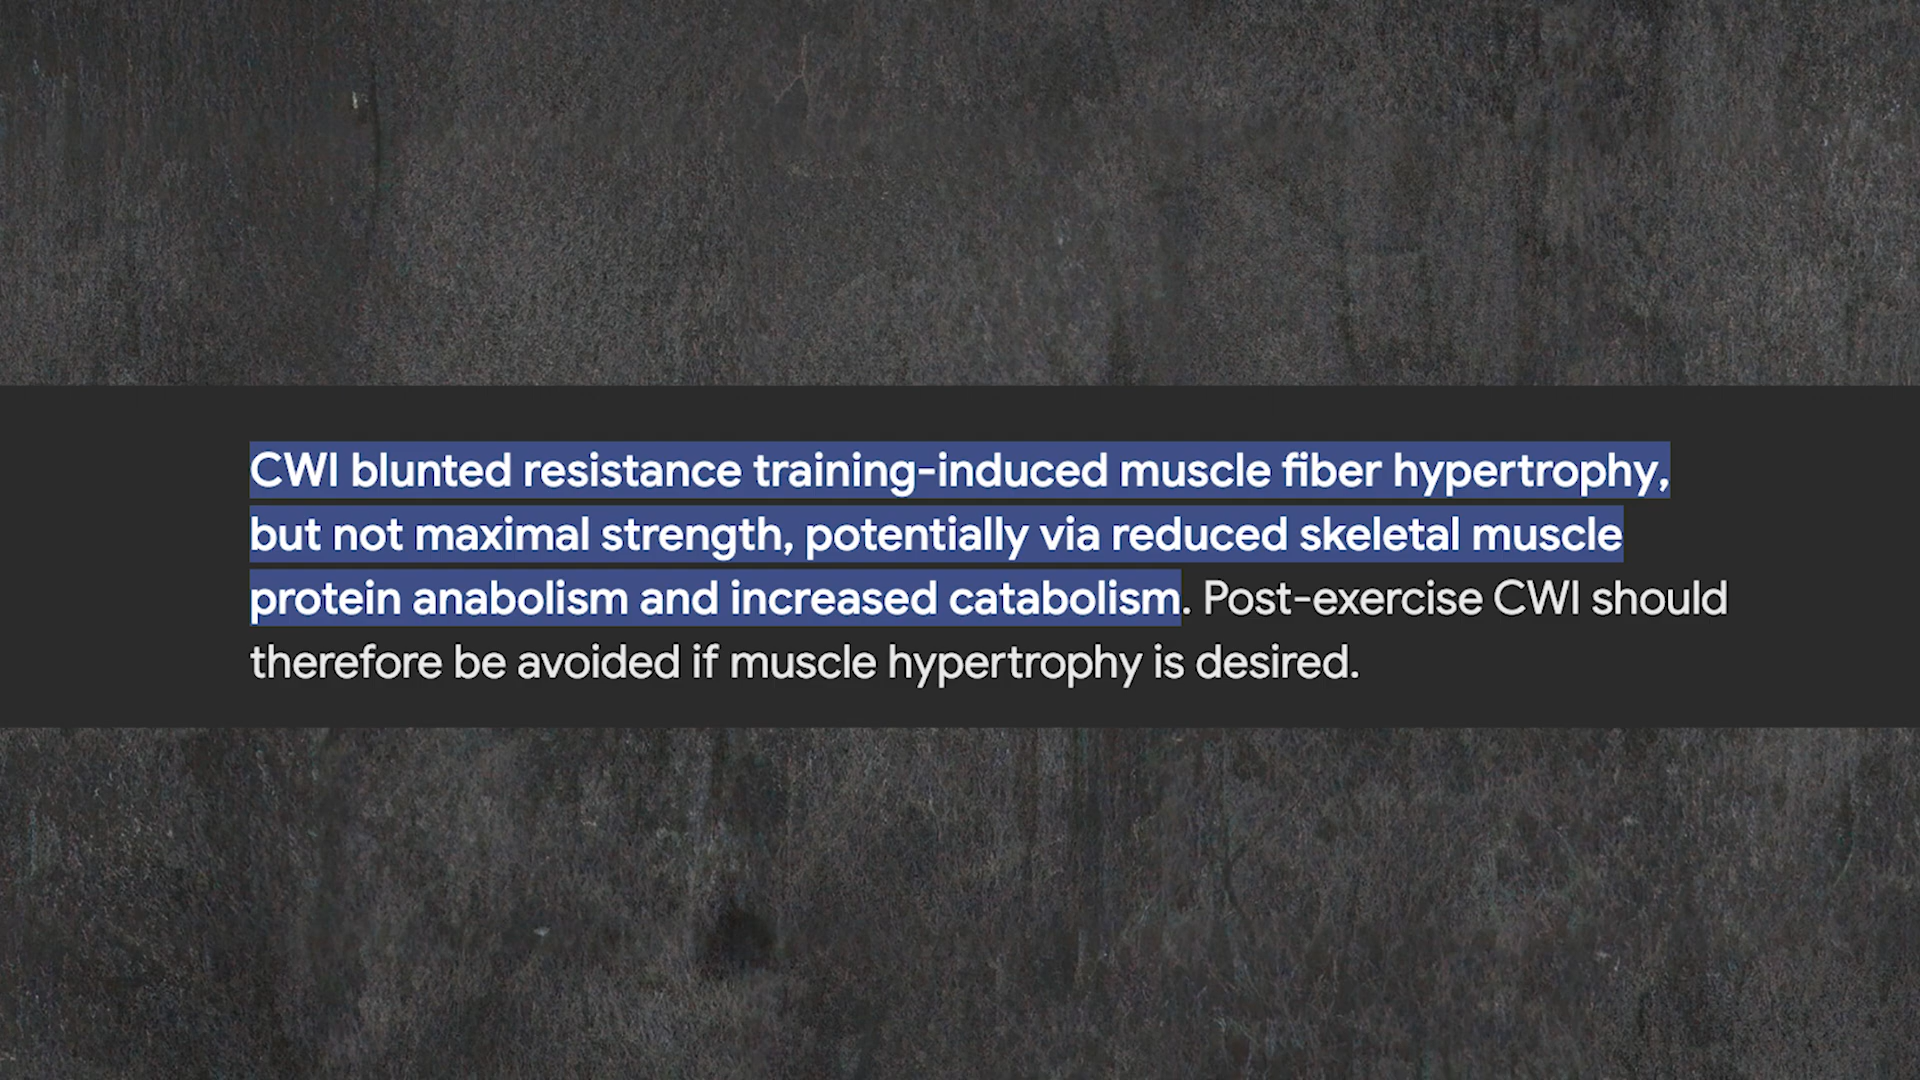 CWI blunted resistance training-induced muscle fiber hypertrophy,
but not maximal strength, potentially via reduced skeletal muscle
protein anabolism and increased catabolism. Post-exercise CWI should
therefore be avoided if muscle hypertrophy is desired.